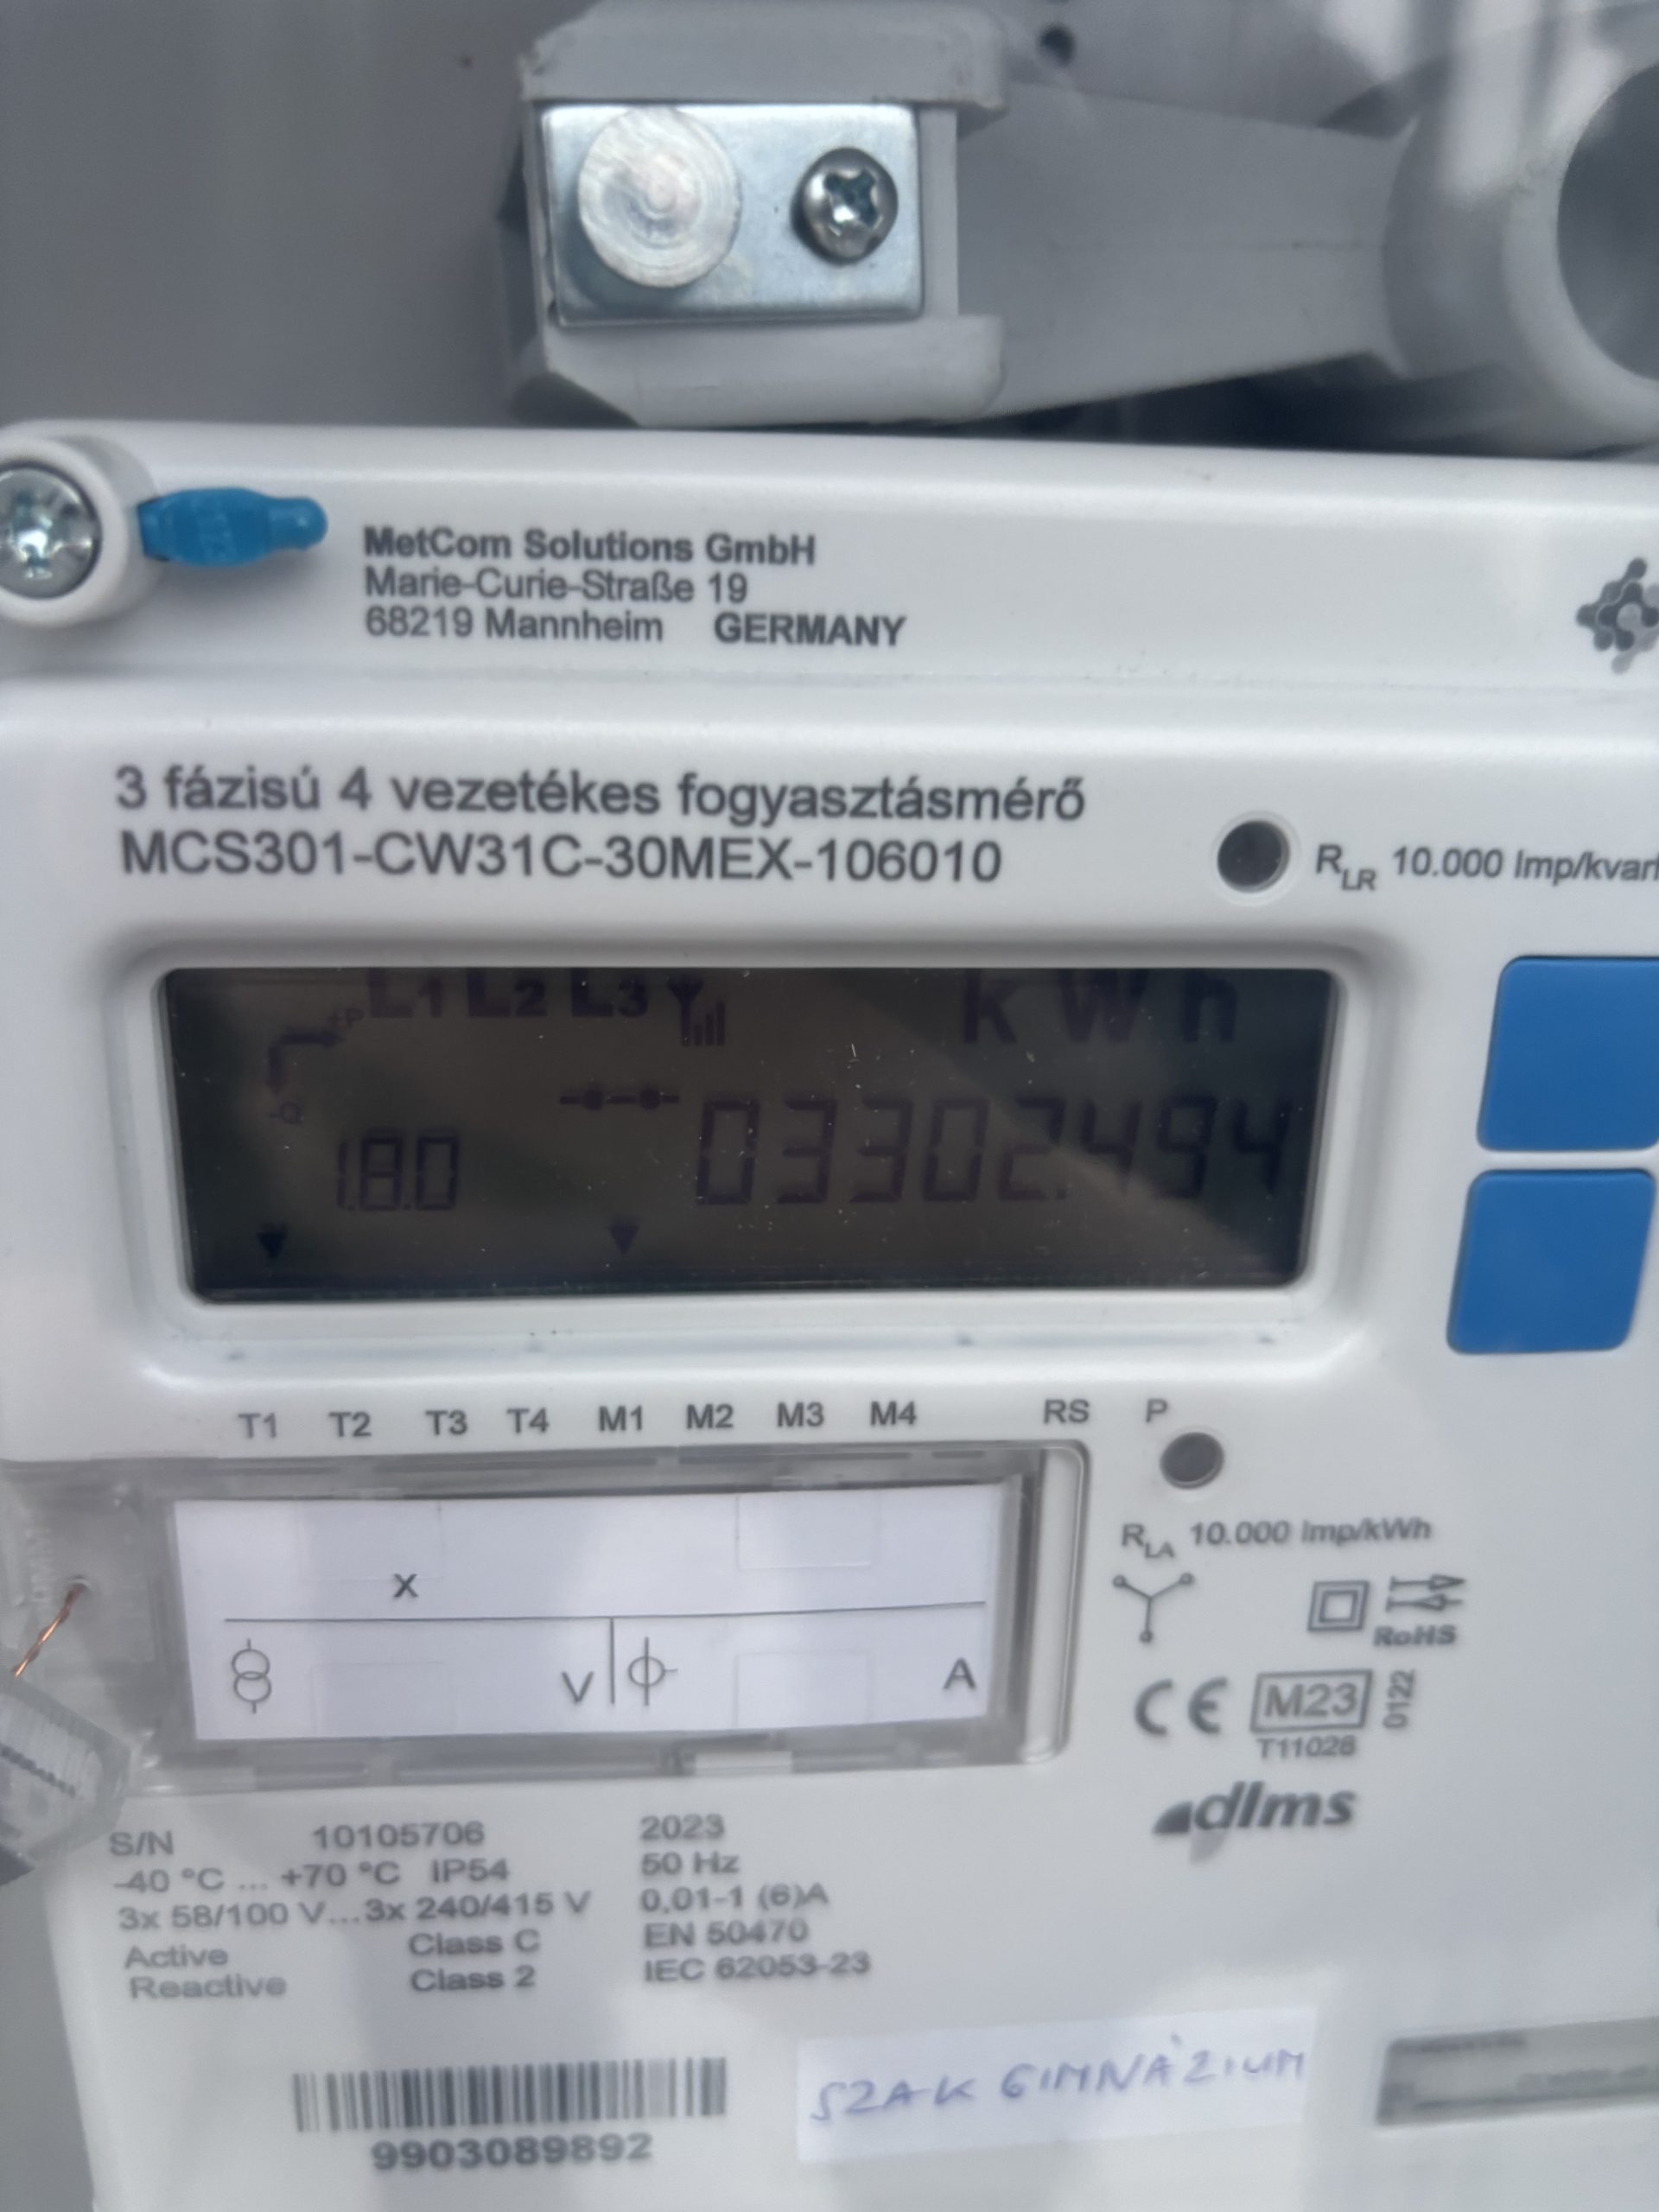 MetCom Solutions GmbH
Marie-Curie-Straße 19
68219 Mannheim GERMANY
3 fázisú 4 vezetékes fogyasztásmérő
MCS301-CW31C-30MEX-106010
RLR 10.000 Imp/kvarh
L1 L2 L3 kWh
+P
1.8.0 03302.494
T1 T2 T3 T4 M1 M2 M3 M4 RS P
RLA 10.000 Imp/kWh
x
V A
RoHS
CE M23 0122
T11028
dlms
S/N 10105706 2023
-40 °C ... +70 °C IP54 50 Hz
3x 58/100 V...3x 240/415 V 0,01-1 (6)A
Active Class C EN 50470
Reactive Class 2 IEC 62053-23
9903089892
SZAK GIMNÁZIUM